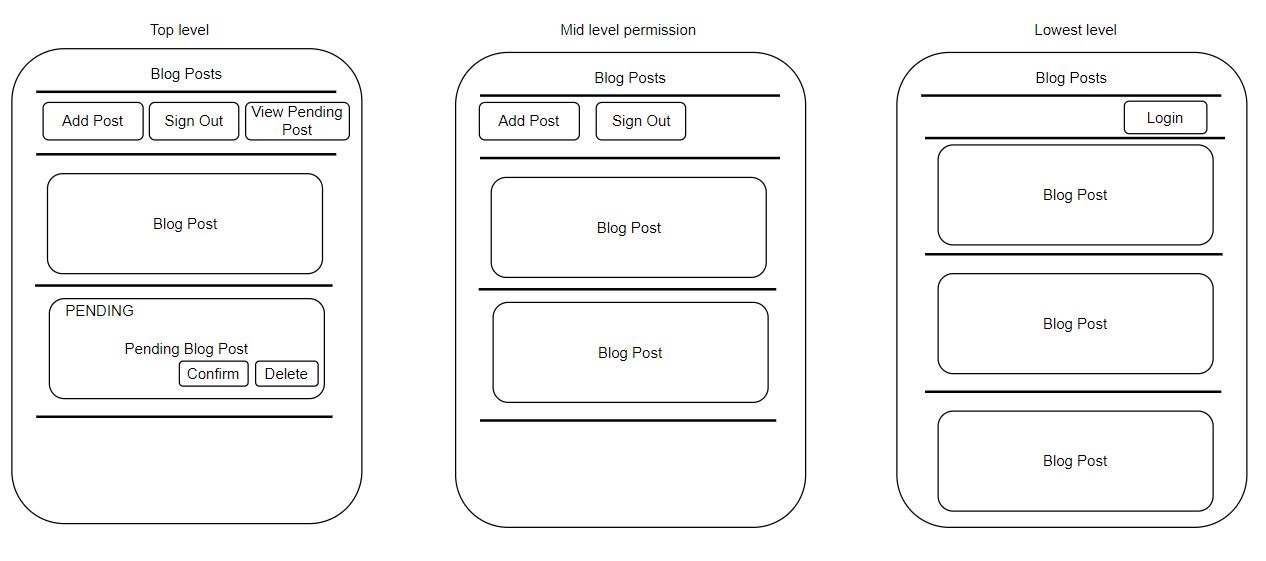 Top level
Blog Posts
Add Post
Sign Out
View Pending
Post
Blog Post
PENDING
Pending Blog Post
Confirm
Delete
Mid level permission
Blog Posts
Add Post
Sign Out
Blog Post
Blog Post
Lowest level
Blog Posts
Login
Blog Post
Blog Post
Blog Post